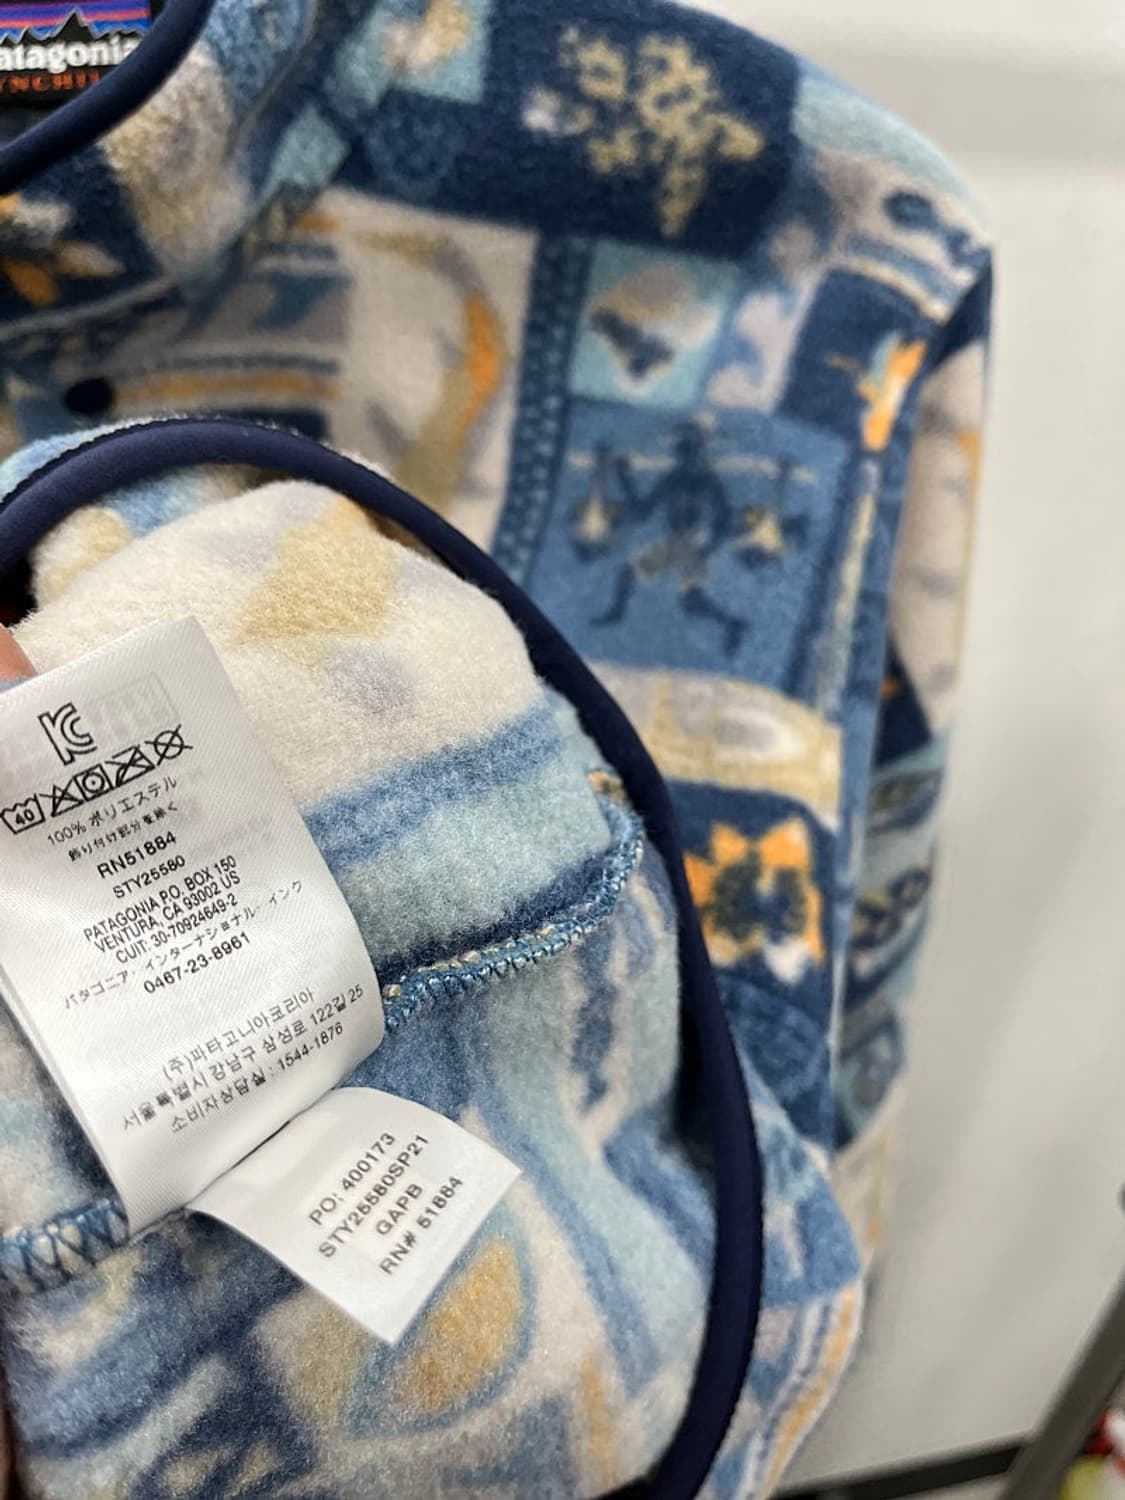 patagonia
SYNCHILLA
KC
40
100% ポリエステル
飾り付け部分を除く
RN51884
STY25580
PATAGONIA P.O. BOX 150
VENTURA, CA 93002 US
CUIT: 30-70924649-2
パタゴニア・インターナショナル・インク
0467-23-8961
(주)파타고니아코리아
서울특별시 강남구 삼성로 122길 25
소비자상담실 : 1544-1876
PO: 400173
STY25580SP21
GAPB
RN# 51884